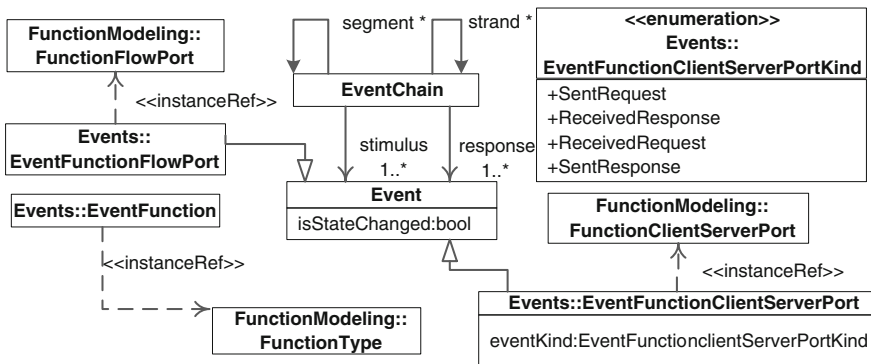 FunctionModeling::
FunctionFlowPort
<<instanceRef>>
Events::
EventFunctionFlowPort
segment *
strand *
EventChain
stimulus
1..*
response
1..*
Event
isStateChanged:bool
<<enumeration>>
Events::
EventFunctionClientServerPortKind
+SentRequest
+ReceivedResponse
+ReceivedRequest
+SentResponse
Events::EventFunction
<<instanceRef>>
FunctionModeling::
FunctionType
FunctionModeling::
FunctionClientServerPort
<<instanceRef>>
Events::EventFunctionClientServerPort
eventKind:EventFunctionclientServerPortKind